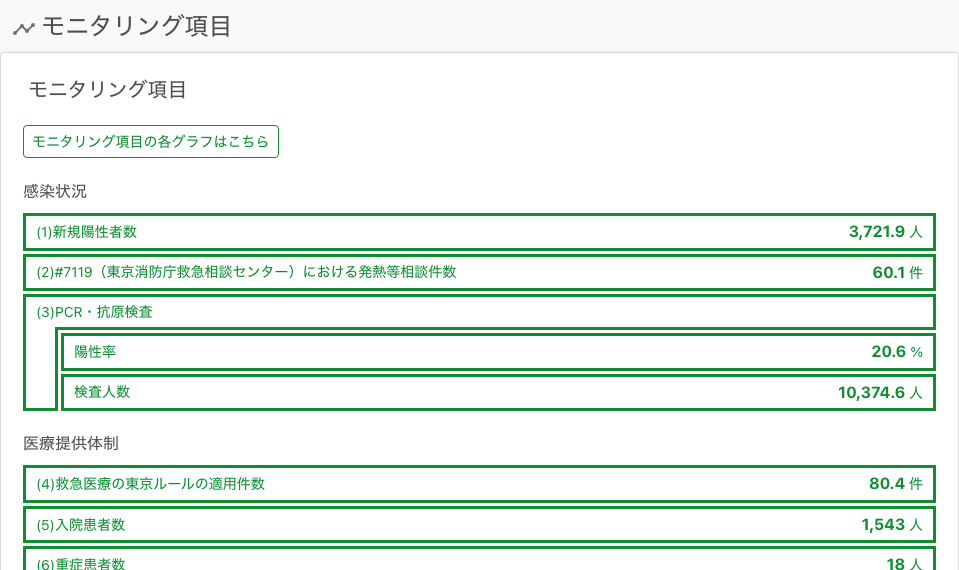 モニタリング項目
モニタリング項目
モニタリング項目の各グラフはこちら
感染状況
(1)新規陽性者数 3,721.9 人
(2)#7119（東京消防庁救急相談センター）における発熱等相談件数 60.1 件
(3)PCR・抗原検査
陽性率 20.6 %
検査人数 10,374.6 人
医療提供体制
(4)救急医療の東京ルールの適用件数 80.4 件
(5)入院患者数 1,543 人
(6)重症患者数 18 人